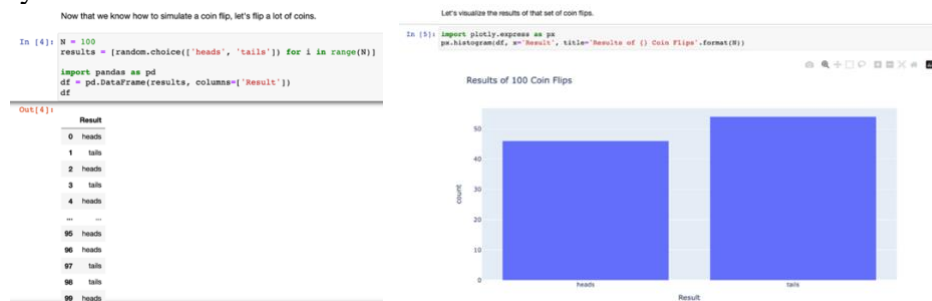 y
Now that we know how to simulate a coin flip, let's flip a lot of coins.
In [4]: N = 100
results = [random.choice(['heads', 'tails']) for i in range(N)]
import pandas as pd
df = pd.DataFrame(results, columns=['Result'])
df
Out[4]:
Result
0 heads
1 tails
2 heads
3 tails
4 heads
... ...
95 heads
96 heads
97 tails
98 tails
99 heads
Let's visualize the results of that set of coin flips.
In [5]: import plotly.express as px
px.histogram(df, x='Result', title='Results of {} Coin Flips'.format(N))
Results of 100 Coin Flips
50
40
30
20
10
0
count
heads tails
Result